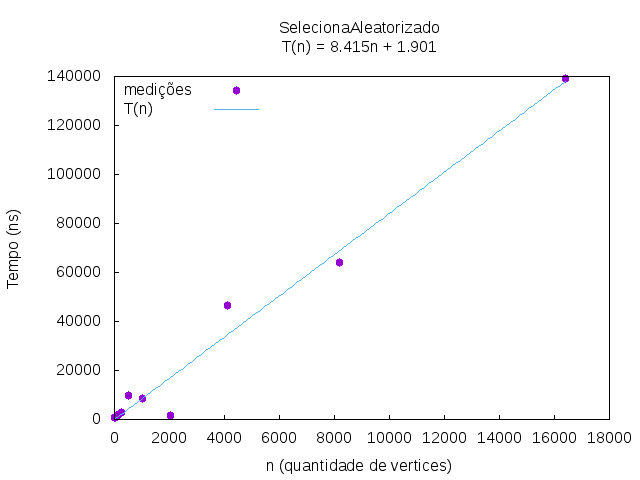 SelecionaAleatorizado
T(n) = 8.415n + 1.901
140000
120000
100000
80000
60000
40000
20000
0
medições
T(n)
Tempo (ns)
0 2000 4000 6000 8000 10000 12000 14000 16000 18000
n (quantidade de vertices)